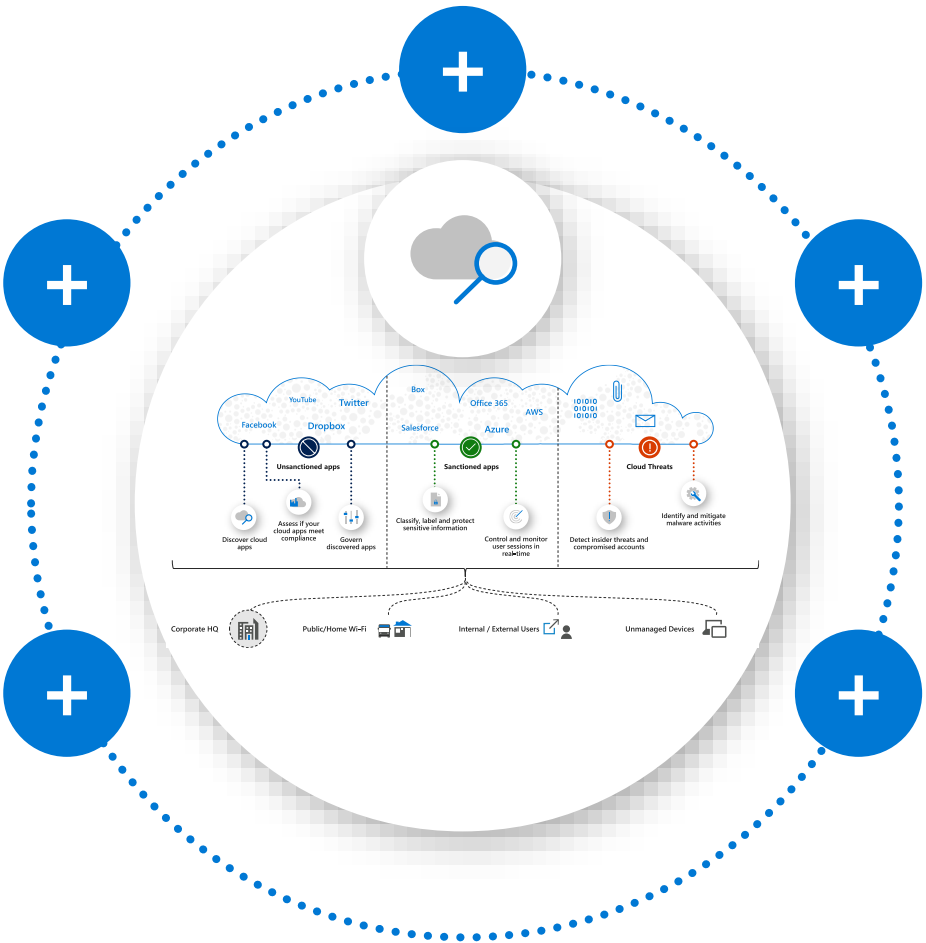 Box
YouTube
Twitter
Office 365
101010
010101
101010
AWS
Facebook
Dropbox
Salesforce
Azure
Unsanctioned apps
Sanctioned apps
Cloud Threats
Discover cloud
apps
Assess if your
cloud apps meet
compliance
Govern
discovered apps
Classify, label and protect
sensitive information
Control and monitor
user sessions in
real-time
Detect insider threats and
compromised accounts
Identify and mitigate
malware activities
Corporate HQ
Public/Home Wi-Fi
Internal / External Users
Unmanaged Devices